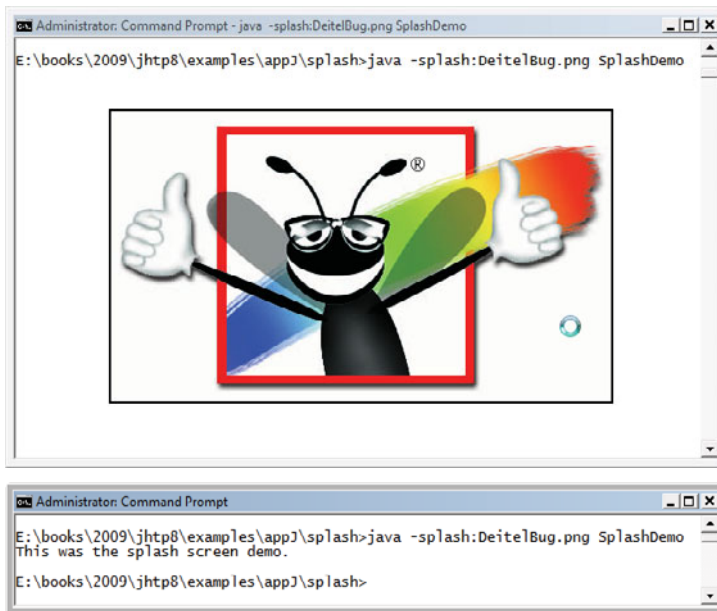 Administrator: Command Prompt - java -splash:DeitelBug.png SplashDemo
E:\books\2009\jhtp8\examples\appJ\splash>java -splash:DeitelBug.png SplashDemo
®
Administrator: Command Prompt
E:\books\2009\jhtp8\examples\appJ\splash>java -splash:DeitelBug.png SplashDemo
This was the splash screen demo.
E:\books\2009\jhtp8\examples\appJ\splash>